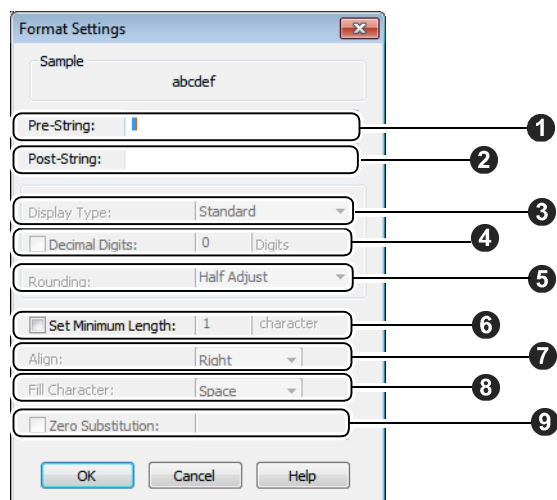 Format Settings
Sample
abcdef
Pre-String: 1
Post-String: 2
Display Type: Standard 3
Decimal Digits: 0 Digits 4
Rounding: Half Adjust 5
Set Minimum Length: 1 character 6
Align: Right 7
Fill Character: Space 8
Zero Substitution: 9
OK Cancel Help